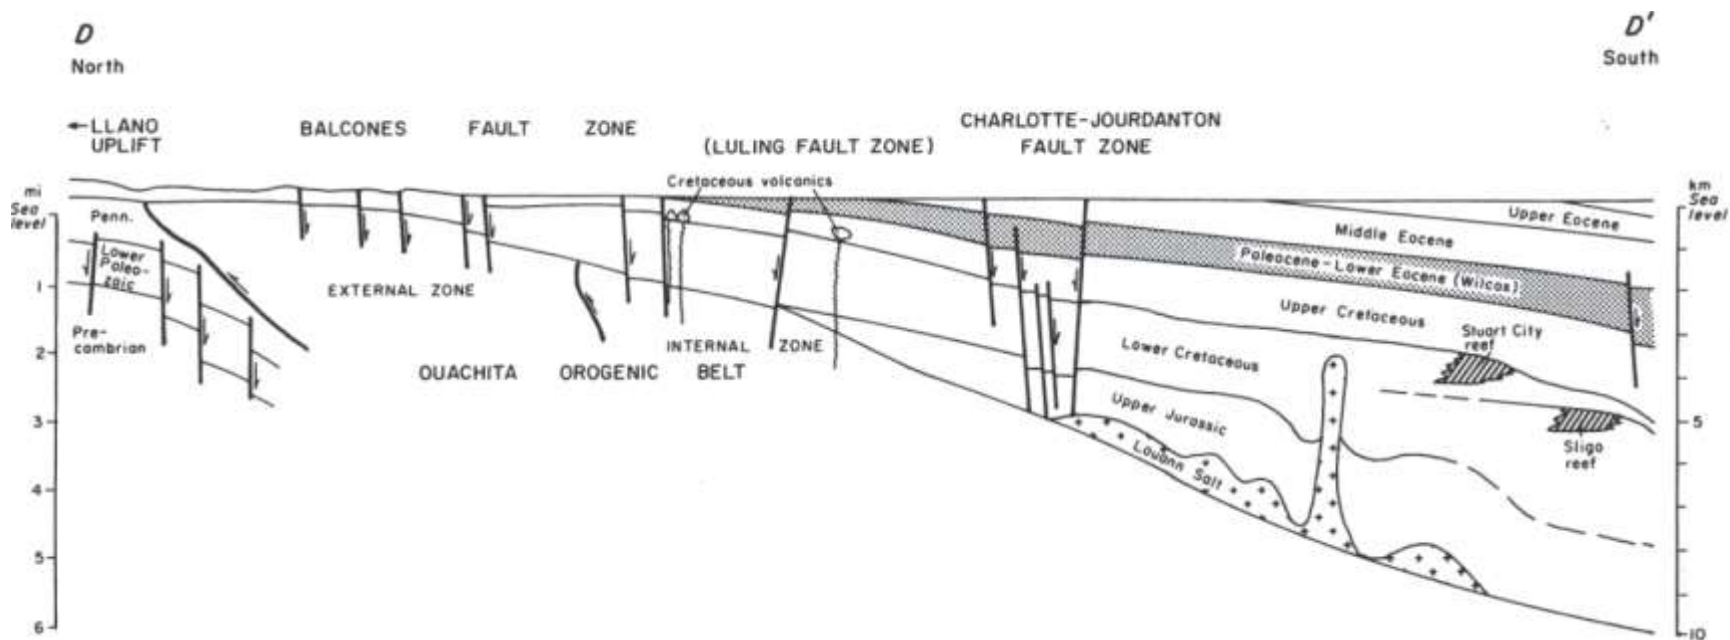 D
North
D'
South
←LLANO
UPLIFT
BALCONES FAULT ZONE
(LULING FAULT ZONE)
CHARLOTTE-JOURDANTON
FAULT ZONE
mi
Sea
level
km
Sea
level
Cretaceous volcanics
Penn.
Lower
Paleo-
zoic
Pre-
cambrian
EXTERNAL ZONE
INTERNAL ZONE
OUACHITA OROGENIC BELT
Upper Eocene
Middle Eocene
Paleocene-Lower Eocene (Wilcox)
Upper Cretaceous
Stuart City
reef
Lower Cretaceous
Upper Jurassic
Louann Salt
Sligo
reef
1
2
3
4
5
6
5
10